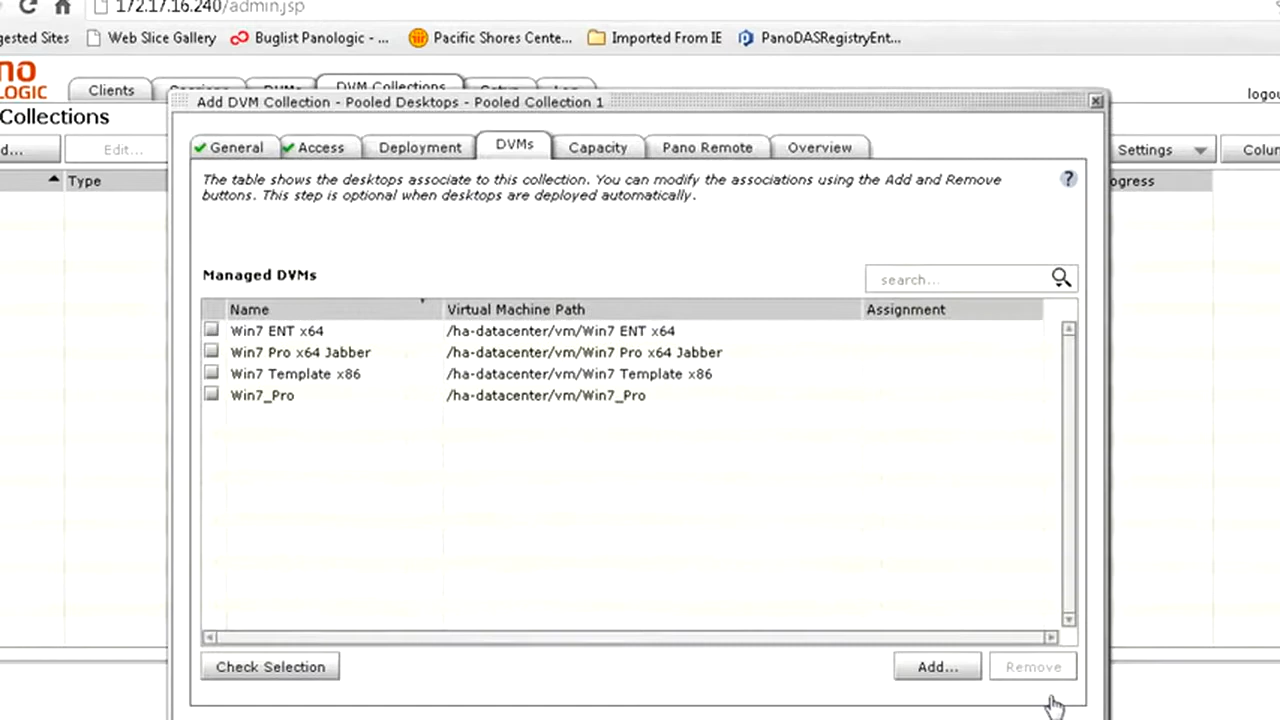 172.17.16.240/admin.jsp
gested Sites Web Slice Gallery Buglist Panologic - ... Pacific Shores Cente... Imported From IE PanoDASRegistryEnt...
no
LOGIC
Clients DVMs DVM Collections Setup Log
logou
Collections
Add DVM Collection - Pooled Desktops - Pooled Collection 1
d... Edit... Settings Colum
General Access Deployment DVMs Capacity Pano Remote Overview
Type ogress
The table shows the desktops associate to this collection. You can modify the associations using the Add and Remove
buttons. This step is optional when desktops are deployed automatically.
?
Managed DVMs
search...
Name Virtual Machine Path Assignment
Win7 ENT x64 /ha-datacenter/vm/Win7 ENT x64
Win7 Pro x64 Jabber /ha-datacenter/vm/Win7 Pro x64 Jabber
Win7 Template x86 /ha-datacenter/vm/Win7 Template x86
Win7_Pro /ha-datacenter/vm/Win7_Pro
Check Selection Add... Remove